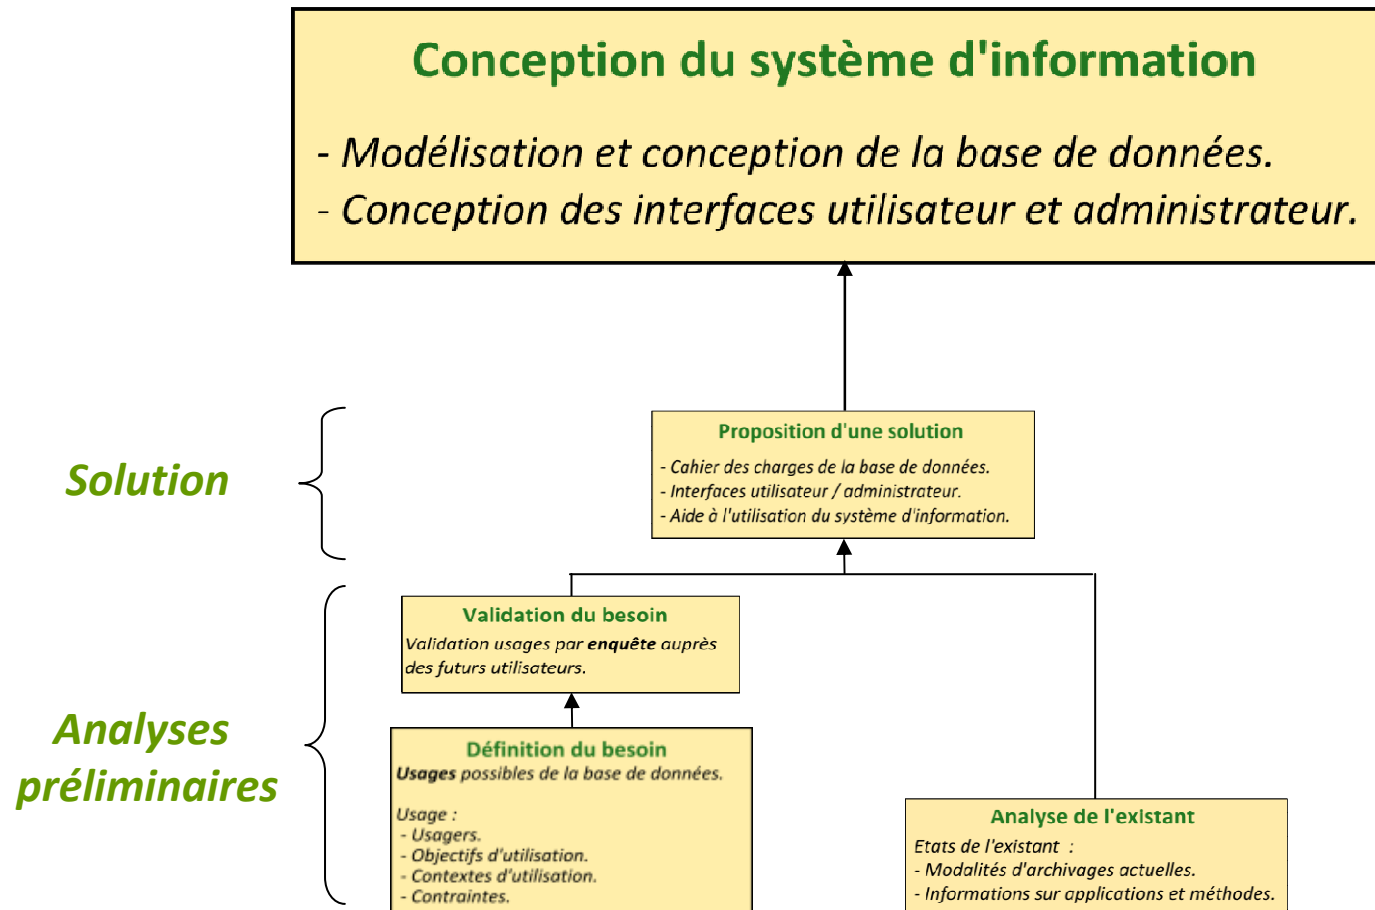 Conception du système d'information
- Modélisation et conception de la base de données.
- Conception des interfaces utilisateur et administrateur.
Solution
Proposition d'une solution
- Cahier des charges de la base de données.
- Interfaces utilisateur / administrateur.
- Aide à l'utilisation du système d'information.
Analyses
préliminaires
Validation du besoin
Validation usages par enquête auprès
des futurs utilisateurs.
Définition du besoin
Usages possibles de la base de données.
Usage :
- Usagers.
- Objectifs d'utilisation.
- Contextes d'utilisation.
- Contraintes.
Analyse de l'existant
Etats de l'existant :
- Modalités d'archivages actuelles.
- Informations sur applications et méthodes.